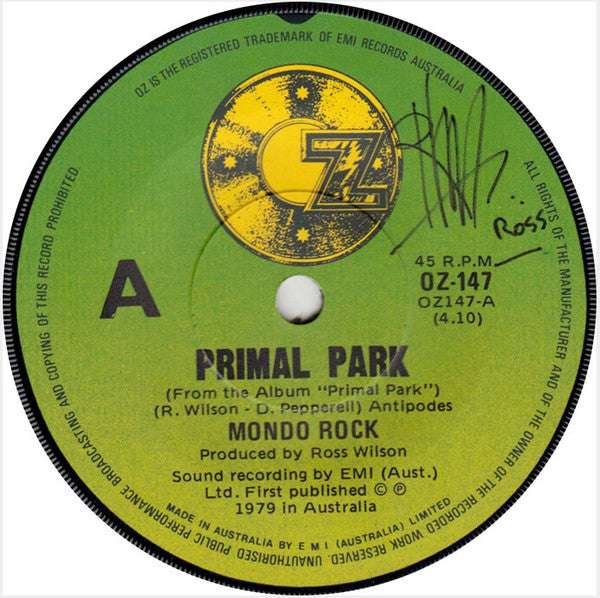 OZ IS THE REGISTERED TRADEMARK OF EMI RECORDS AUSTRALIA
ALL RIGHTS OF THE MANUFACTURER AND OF THE OWNER OF THE RECORDED WORK RESERVED. UNAUTHORISED PUBLIC PERFORMANCE BROADCASTING AND COPYING OF THIS RECORD PROHIBITED
OZ
Ross
A
45 R.P.M
OZ-147
OZ147-A
(4.10)
PRIMAL PARK
(From the Album "Primal Park")
(R. Wilson - D. Pepperell) Antipodes
MONDO ROCK
Produced by Ross Wilson
Sound recording by EMI (Aust.)
Ltd. First published © ℗
1979 in Australia
MADE IN AUSTRALIA BY E M I (AUSTRALIA) LIMITED